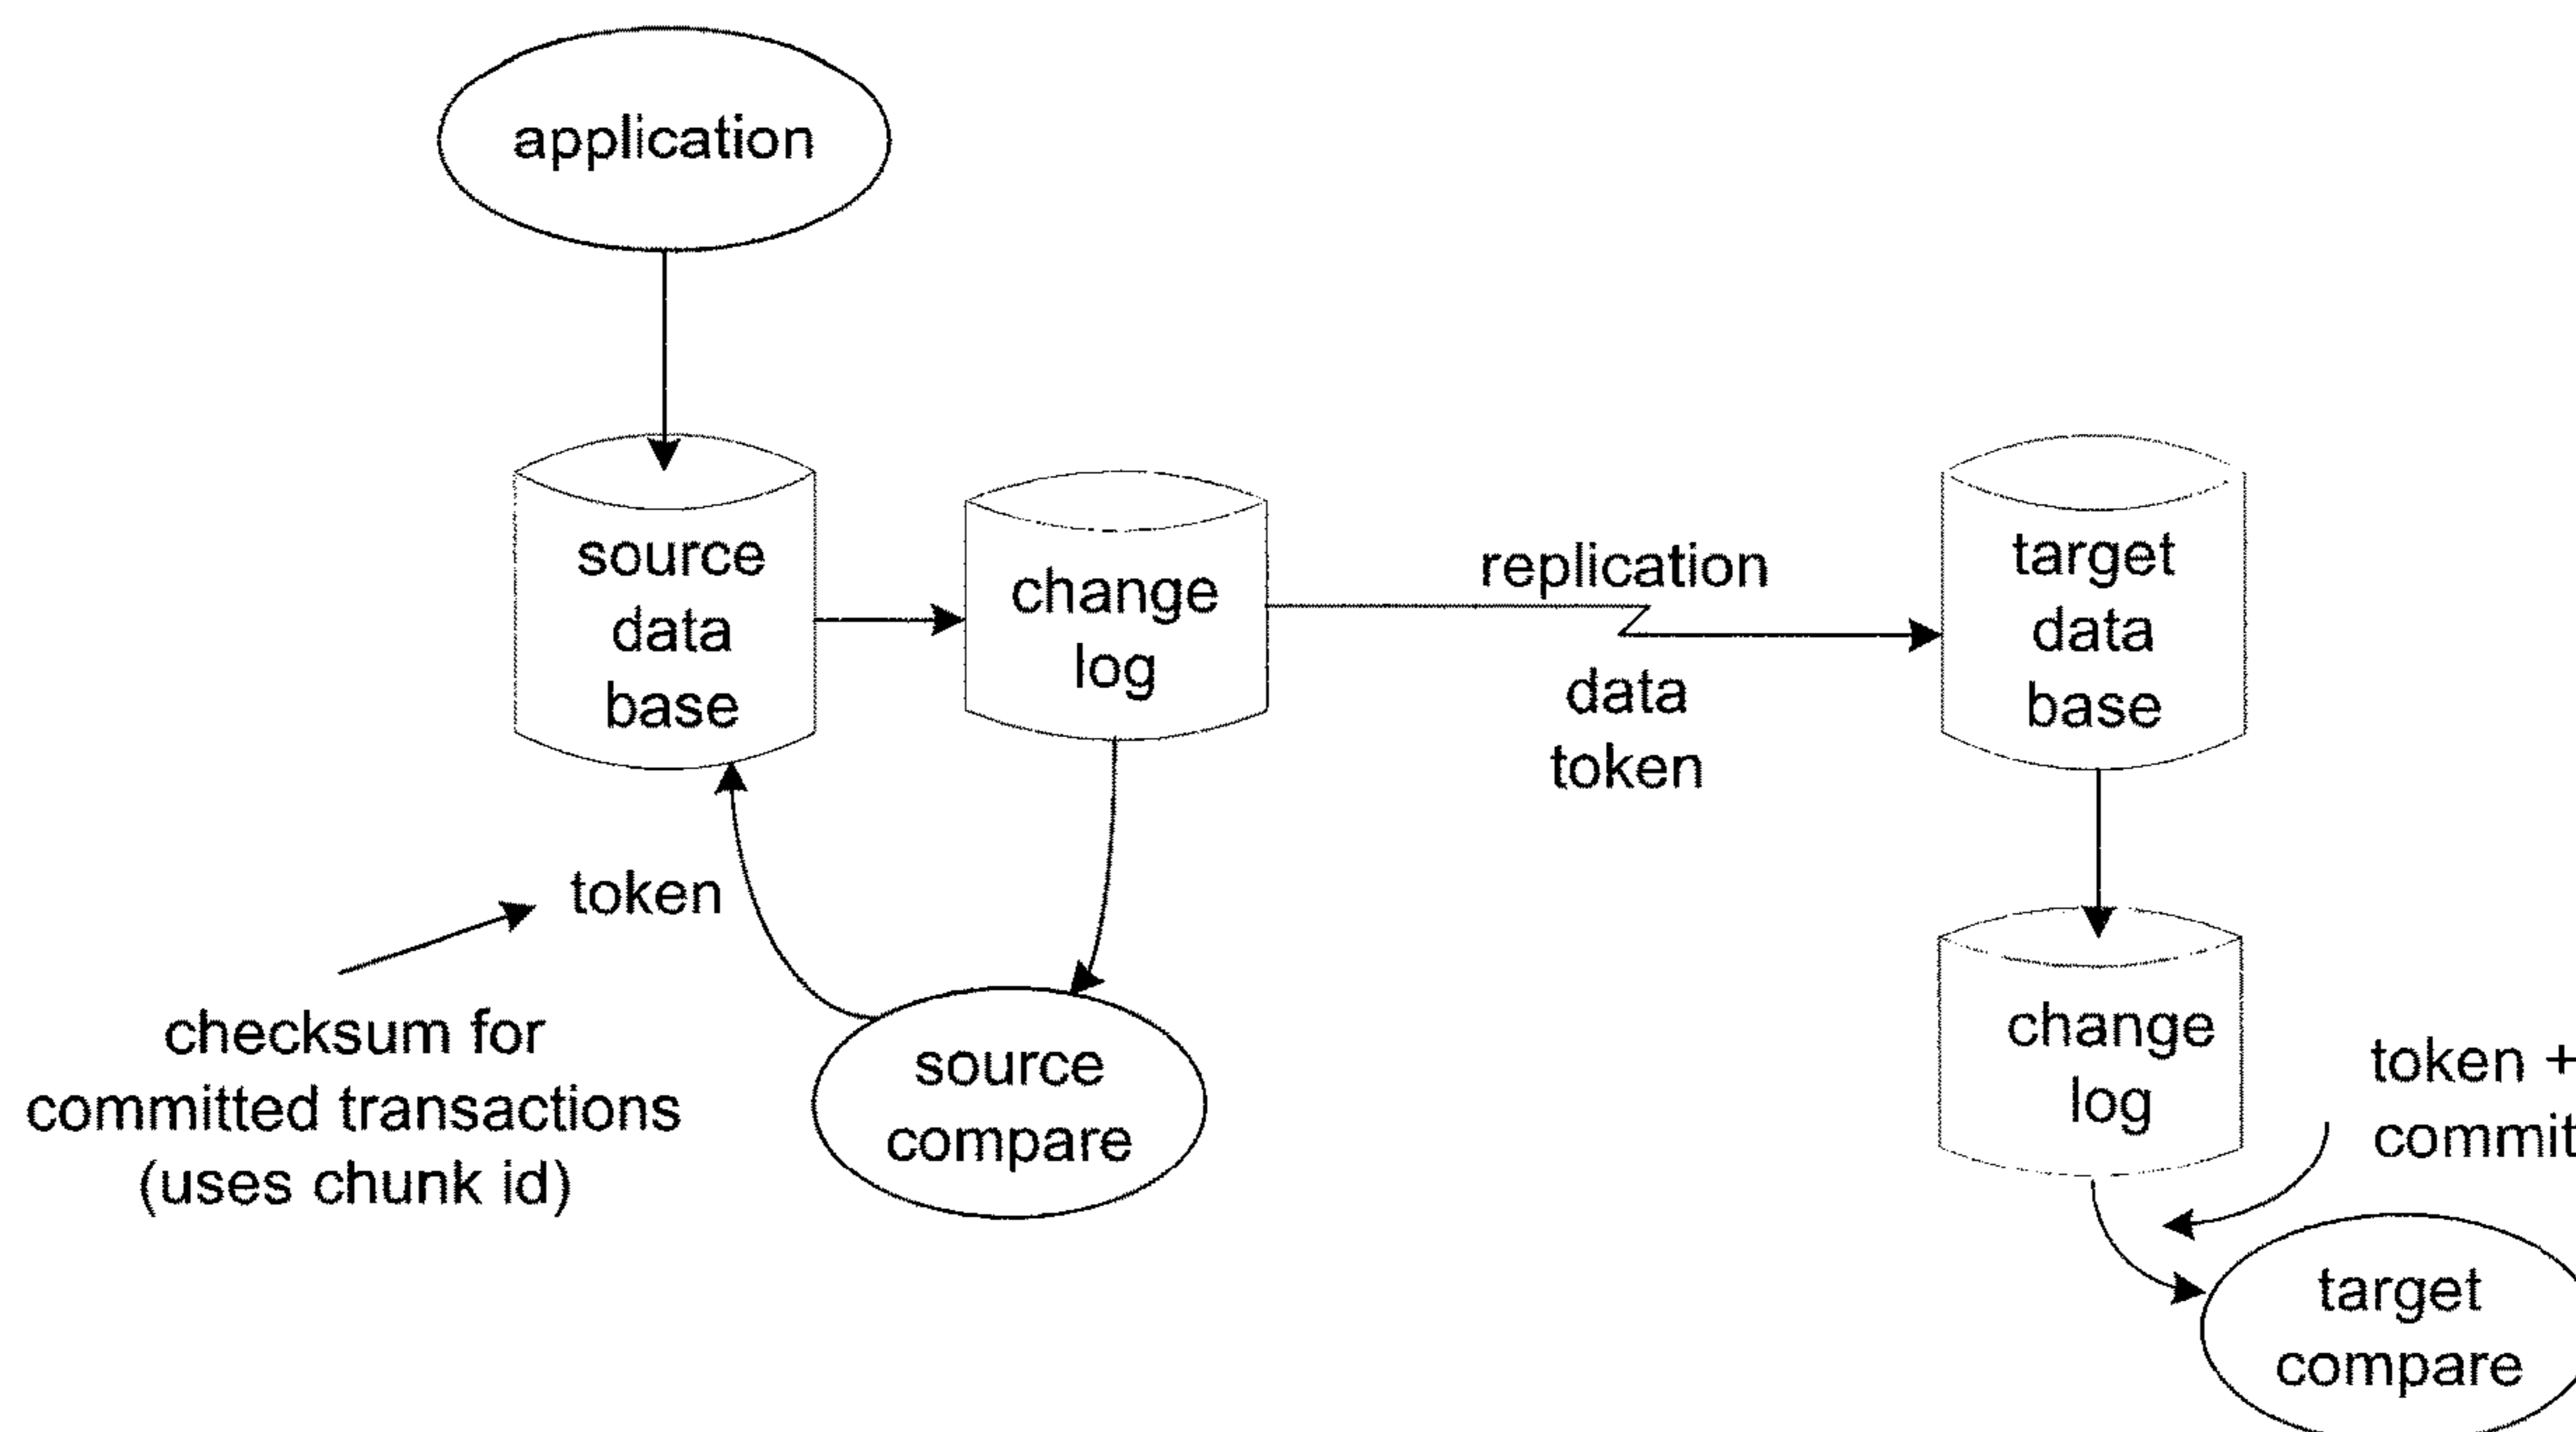 application
source
data
base
change
log
replication
data
token
target
data
base
token
checksum for
committed transactions
(uses chunk id)
source
compare
change
log
token +
commit
target
compare